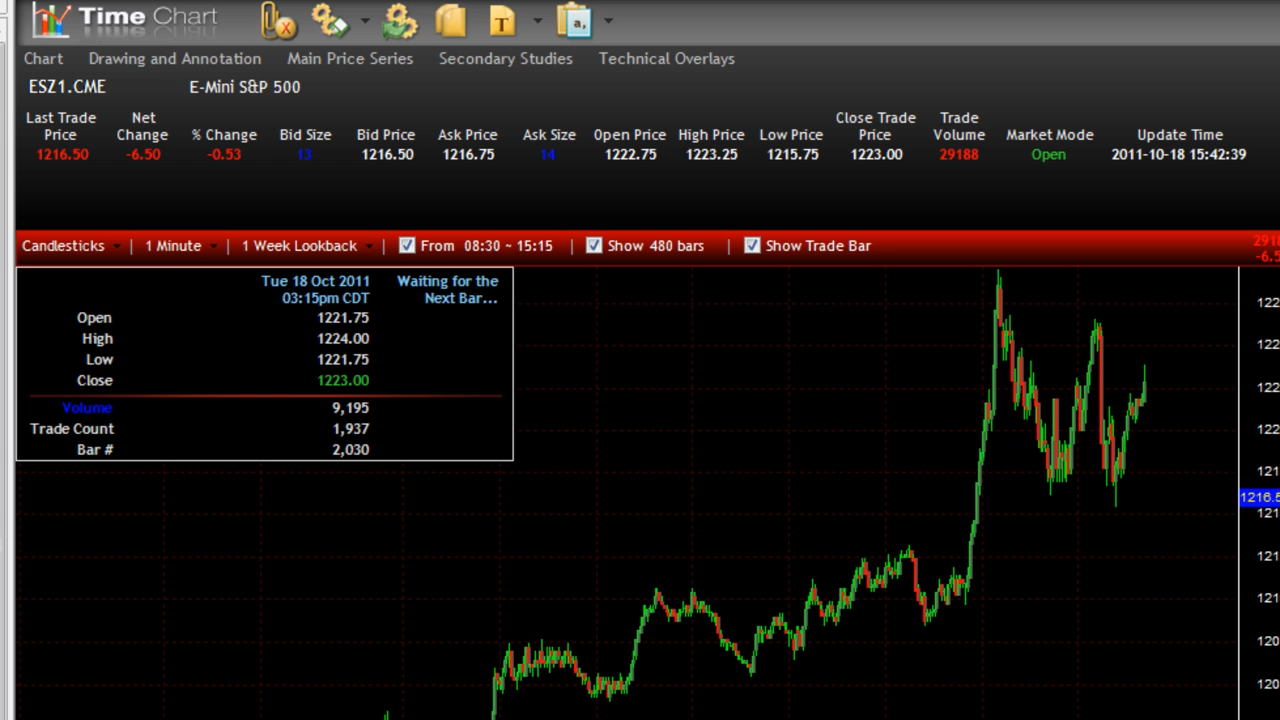 Time Chart
T
a,
Chart Drawing and Annotation Main Price Series Secondary Studies Technical Overlays
ESZ1.CME E-Mini S&P 500
Last Trade Price Net Change % Change Bid Size Bid Price Ask Price Ask Size Open Price High Price Low Price Close Trade Price Trade Volume Market Mode Update Time
1216.50 -6.50 -0.53 13 1216.50 1216.75 14 1222.75 1223.25 1215.75 1223.00 29188 Open 2011-10-18 15:42:39
Candlesticks | 1 Minute | 1 Week Lookback | From 08:30 ~ 15:15 | Show 480 bars | Show Trade Bar
Tue 18 Oct 2011 Waiting for the
03:15pm CDT Next Bar...
Open 1221.75
High 1224.00
Low 1221.75
Close 1223.00
Volume 9,195
Trade Count 1,937
Bar # 2,030